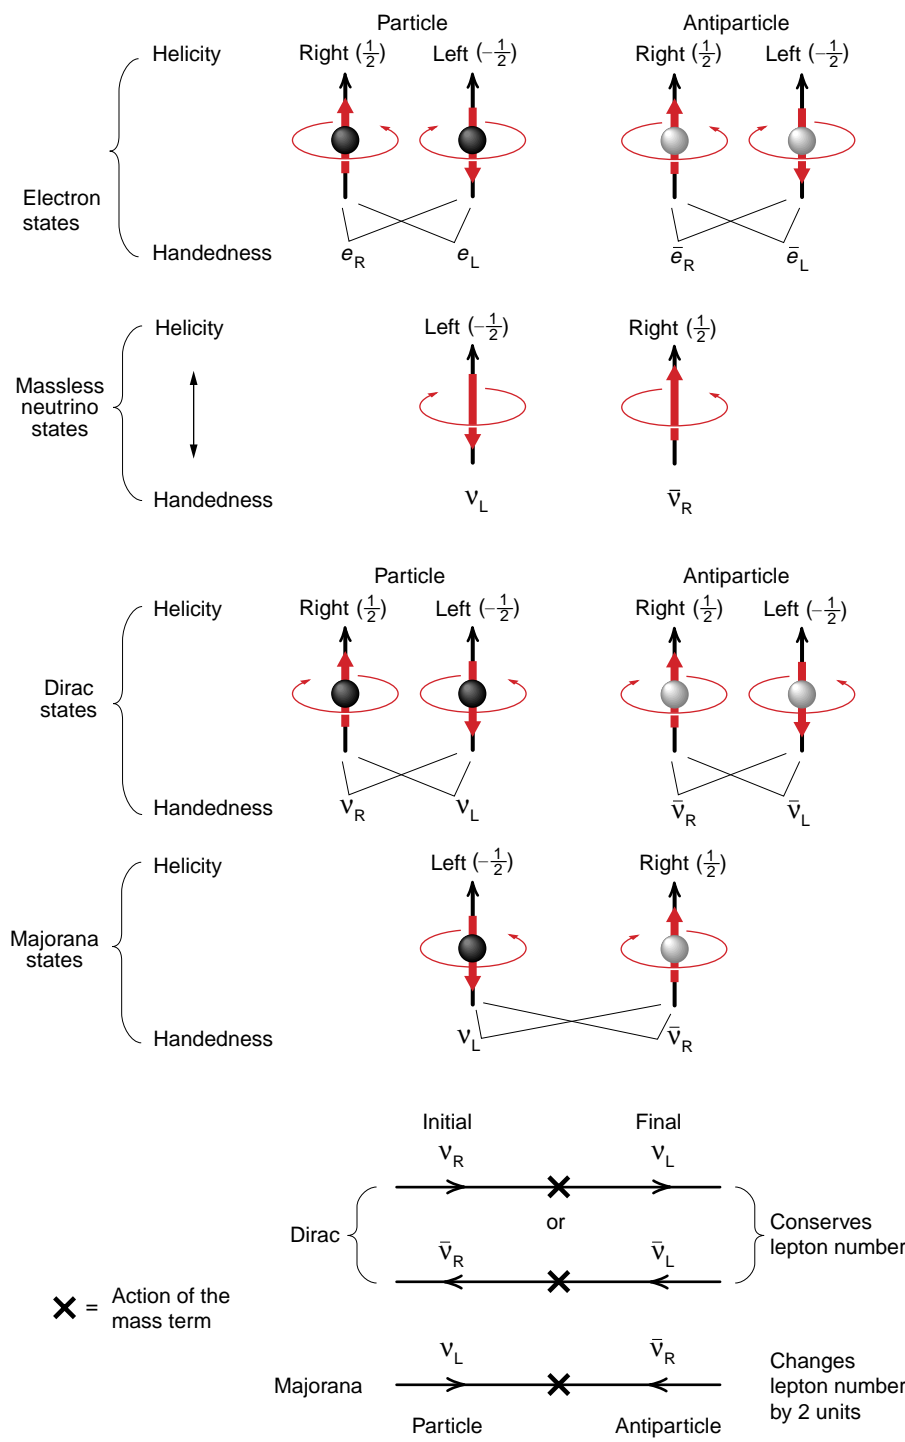 Particle Antiparticle
Helicity Right (1/2) Left (−1/2) Right (1/2) Left (−1/2)
Electron
states
Handedness e_R e_L e̅_R e̅_L
Helicity Left (−1/2) Right (1/2)
Massless
neutrino
states
Handedness ν_L ν̅_R
Particle Antiparticle
Helicity Right (1/2) Left (−1/2) Right (1/2) Left (−1/2)
Dirac
states
Handedness ν_R ν_L ν̅_R ν̅_L
Helicity Left (−1/2) Right (1/2)
Majorana
states
Handedness ν_L ν̅_R
Initial Final
ν_R ν_L
or
Dirac
ν̅_R ν̅_L
Conserves
lepton number
= Action of the
mass term
ν_L ν̅_R
Majorana
Changes
lepton number
by 2 units
Particle Antiparticle